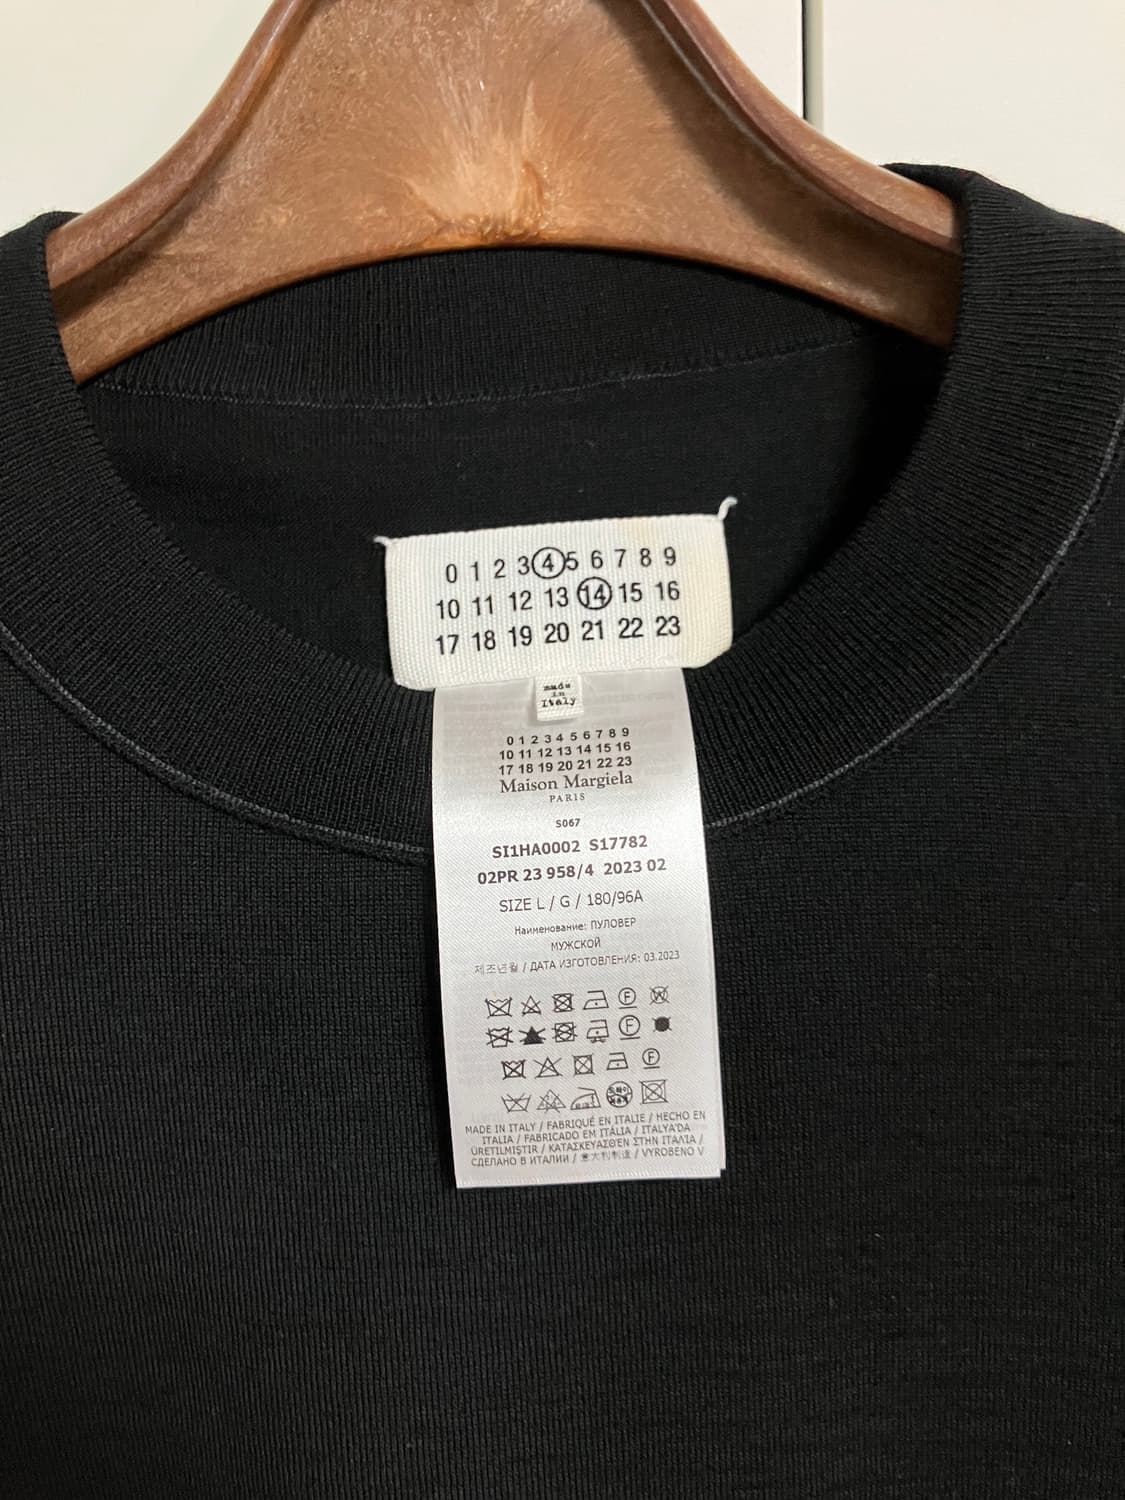 0 1 2 3 4 5 6 7 8 9
10 11 12 13 14 15 16
17 18 19 20 21 22 23
made
in
Italy
0 1 2 3 4 5 6 7 8 9
10 11 12 13 14 15 16
17 18 19 20 21 22 23
Maison Margiela
PARIS
S067
SI1HA0002 S17782
02PR 23 958/4 2023 02
SIZE L / G / 180/96A
Наименование: ПУЛОВЕР
МУЖСКОЙ
제조년월 / ДАТА ИЗГОТОВЛЕНИЯ: 03.2023
F W
F
F
MADE IN ITALY / FABRIQUÉ EN ITALIE / HECHO EN
ITALIA / FABRICADO EM ITÁLIA / ITALYA'DA
ÜRETILMIŞTIR / ΚΑΤΑΣΚΕΥΑΣΘΕΝ ΣΤΗΝ ΙΤΑΛΙΑ /
СДЕЛАНО В ИТАЛИИ / 意大利制造 / VYROBENO V